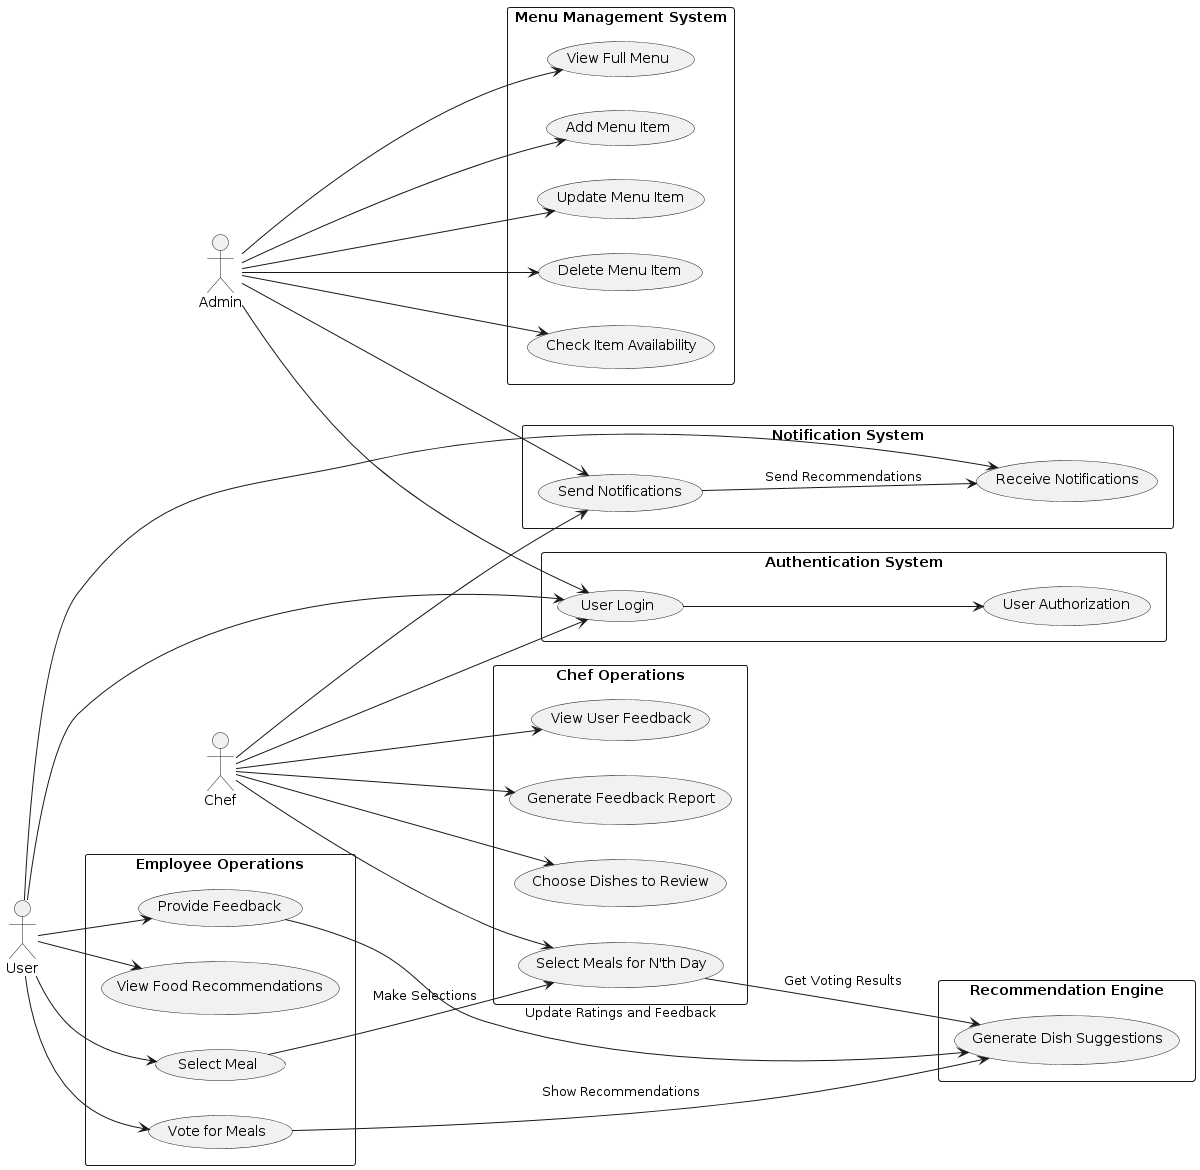 Menu Management System
View Full Menu
Add Menu Item
Update Menu Item
Delete Menu Item
Check Item Availability
Admin
Notification System
Send Notifications
Send Recommendations
Receive Notifications
Authentication System
User Login
User Authorization
Chef Operations
View User Feedback
Generate Feedback Report
Choose Dishes to Review
Select Meals for N'th Day
Chef
Employee Operations
Provide Feedback
View Food Recommendations
Select Meal
Vote for Meals
User
Make Selections
Update Ratings and Feedback
Get Voting Results
Show Recommendations
Recommendation Engine
Generate Dish Suggestions